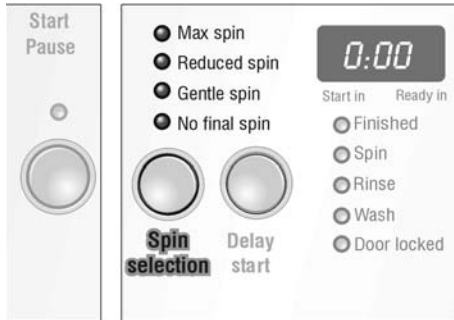 Start
Pause
Max spin
Reduced spin
Gentle spin
No final spin
Spin
selection
Delay
start
0:00
Start in Ready in
Finished
Spin
Rinse
Wash
Door locked